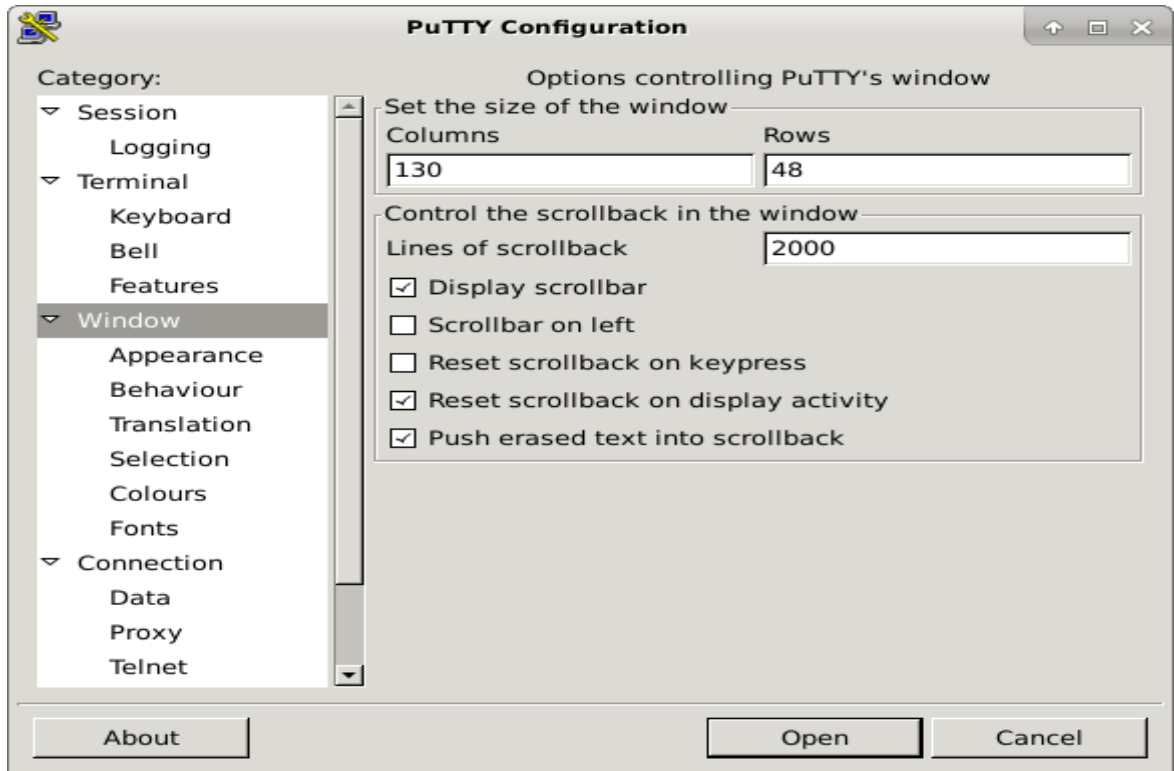 PuTTY Configuration
Category:
Session
Logging
Terminal
Keyboard
Bell
Features
Window
Appearance
Behaviour
Translation
Selection
Colours
Fonts
Connection
Data
Proxy
Telnet
Options controlling PuTTY's window
Set the size of the window
Columns Rows
130 48
Control the scrollback in the window
Lines of scrollback 2000
Display scrollbar
Scrollbar on left
Reset scrollback on keypress
Reset scrollback on display activity
Push erased text into scrollback
About Open Cancel